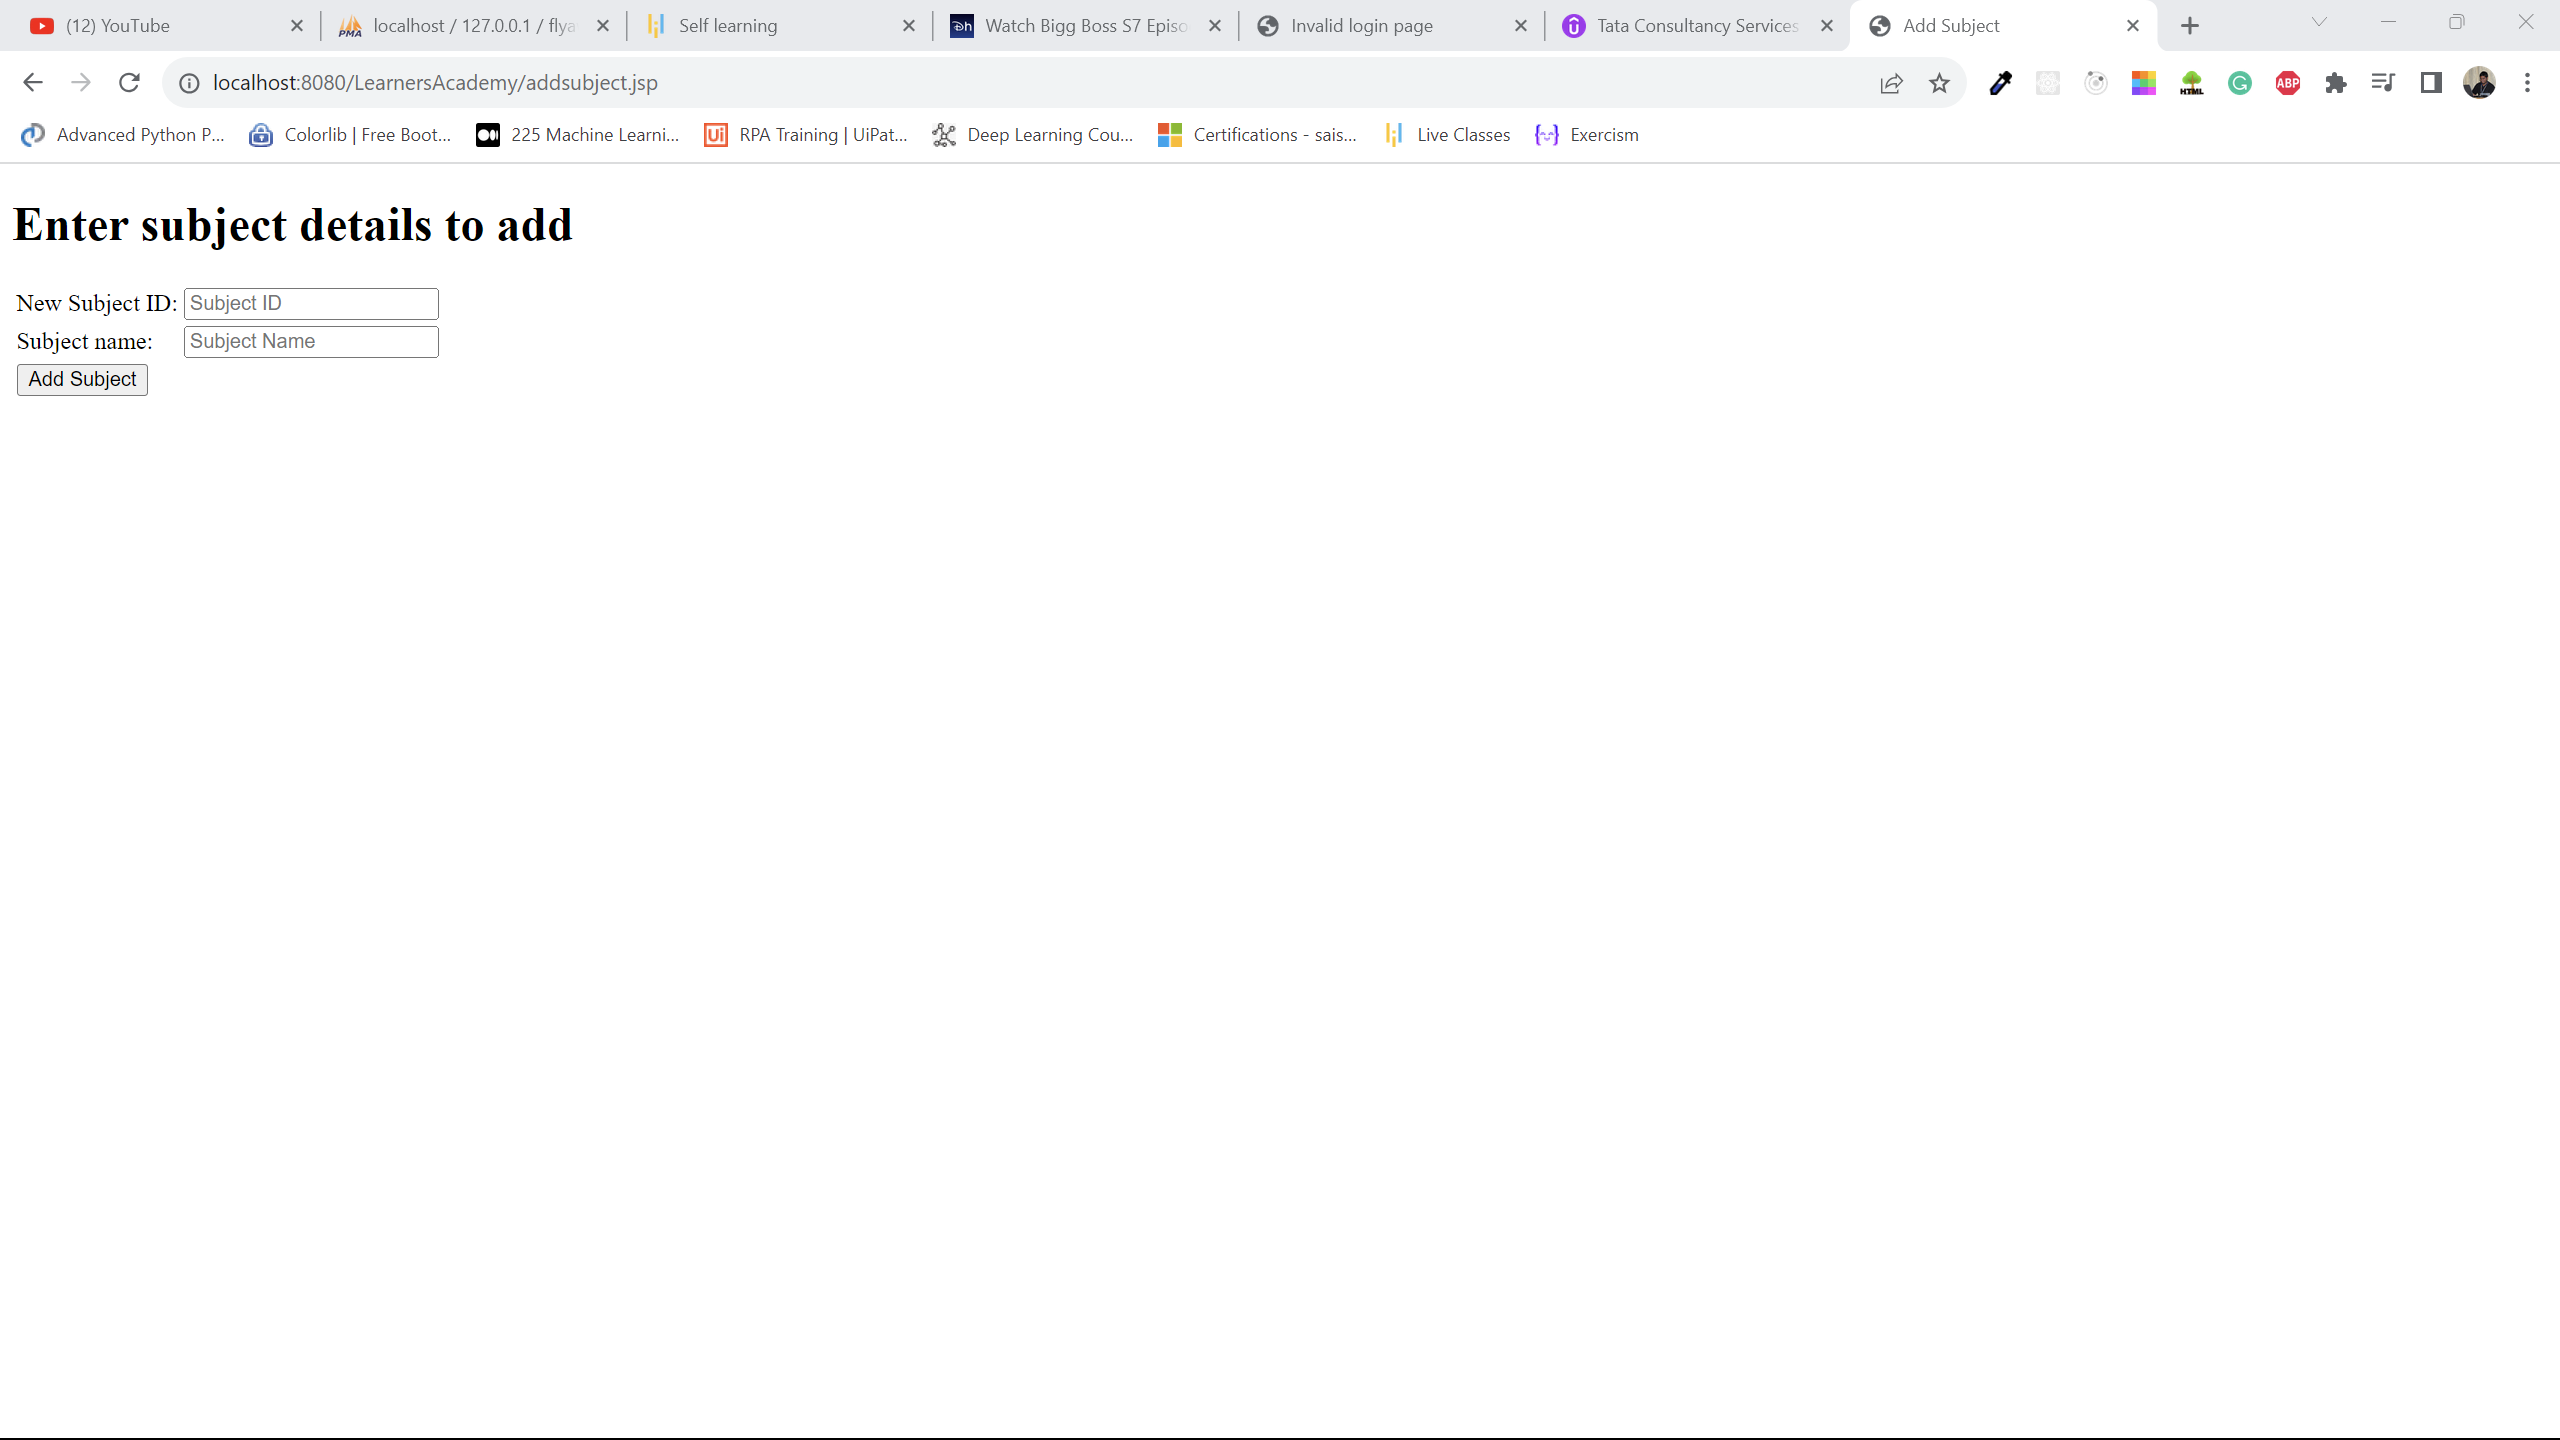 (12) YouTube
localhost / 127.0.0.1 / flya
Self learning
Watch Bigg Boss S7 Episo
Invalid login page
Tata Consultancy Services
Add Subject
localhost:8080/LearnersAcademy/addsubject.jsp
HTML
ABP
Advanced Python P...
Colorlib | Free Boot...
225 Machine Learni...
RPA Training | UiPat...
Deep Learning Cou...
Certifications - sais...
Live Classes
Exercism
Enter subject details to add
New Subject ID: Subject ID
Subject name: Subject Name
Add Subject